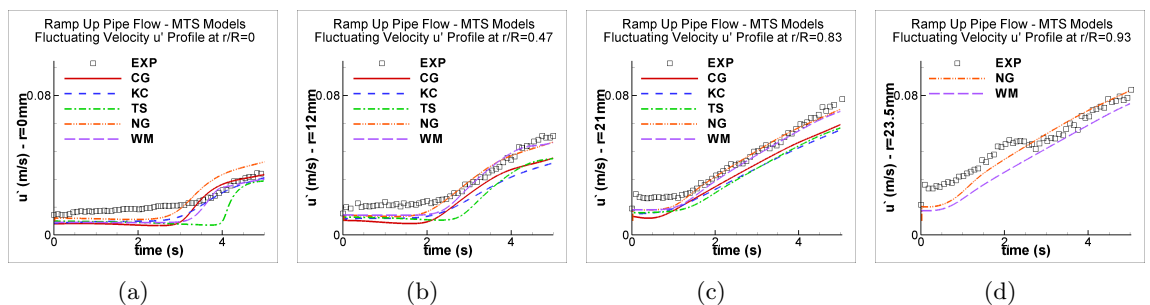 Ramp Up Pipe Flow - MTS Models
Fluctuating Velocity u' Profile at r/R=0
EXP
CG
KC
TS
NG
WM
u` (m/s) - r=0mm
0.08
0
0
2
4
time (s)
(a)
Ramp Up Pipe Flow - MTS Models
Fluctuating Velocity u' Profile at r/R=0.47
EXP
CG
KC
TS
NG
WM
u` (m/s) - r=12mm
0.08
0
0
2
4
time (s)
(b)
Ramp Up Pipe Flow - MTS Models
Fluctuating Velocity u' Profile at r/R=0.83
EXP
CG
KC
TS
NG
WM
u` (m/s) - r=21mm
0.08
0
0
2
4
time (s)
(c)
Ramp Up Pipe Flow - MTS Models
Fluctuating Velocity u' Profile at r/R=0.93
EXP
NG
WM
u` (m/s) - r=23.5mm
0.08
0
0
2
4
time (s)
(d)